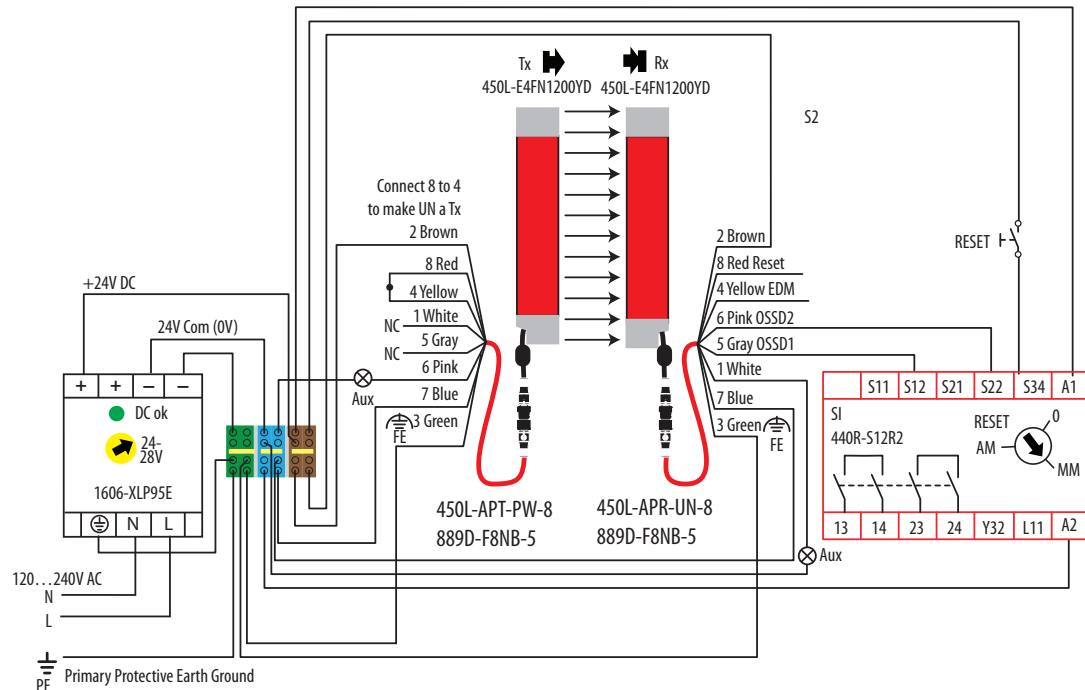 Tx
Rx
450L-E4FN1200YD
450L-E4FN1200YD
S2
Connect 8 to 4
to make UN a Tx
2 Brown
8 Red
4 Yellow
1 White
NC
5 Gray
NC
6 Pink
Aux
7 Blue
3 Green
FE
2 Brown
8 Red Reset
4 Yellow EDM
6 Pink OSSD2
5 Gray OSSD1
1 White
7 Blue
3 Green
FE
RESET
+24V DC
24V Com (0V)
+ + – –
DC ok
24-
28V
1606-XLP95E
N L
450L-APT-PW-8
889D-F8NB-5
450L-APR-UN-8
889D-F8NB-5
S11 S12 S21 S22 S34 A1
SI
440R-S12R2
RESET
0
AM
MM
13 14 23 24 Y32 L11 A2
Aux
120…240V AC
N
L
PE
Primary Protective Earth Ground